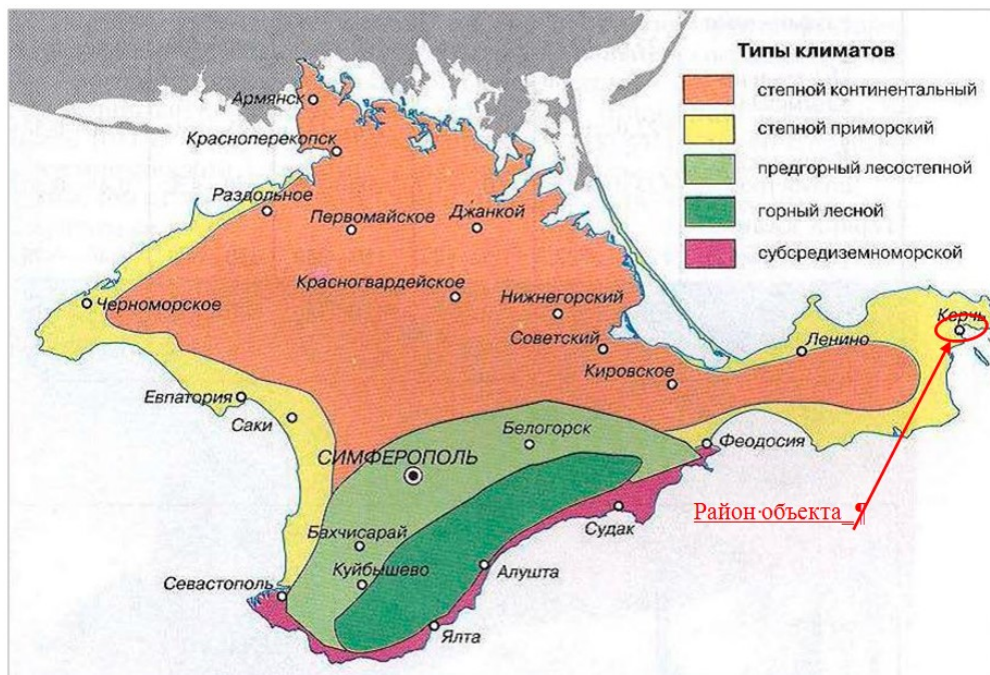 Типы климатов
степной континентальный
степной приморский
предгорный лесостепной
горный лесной
субсредиземноморской
Армянск
Красноперекопск
Раздольное
Первомайское
Джанкой
Красногвардейское
Нижнегорский
Черноморское
Советский
Кировское
Ленино
Керчь
Евпатория
Саки
Белогорск
Феодосия
СИМФЕРОПОЛЬ
Район·объекта_¶
Судак
Бахчисарай
Куйбышево
Алушта
Севастополь
Ялта